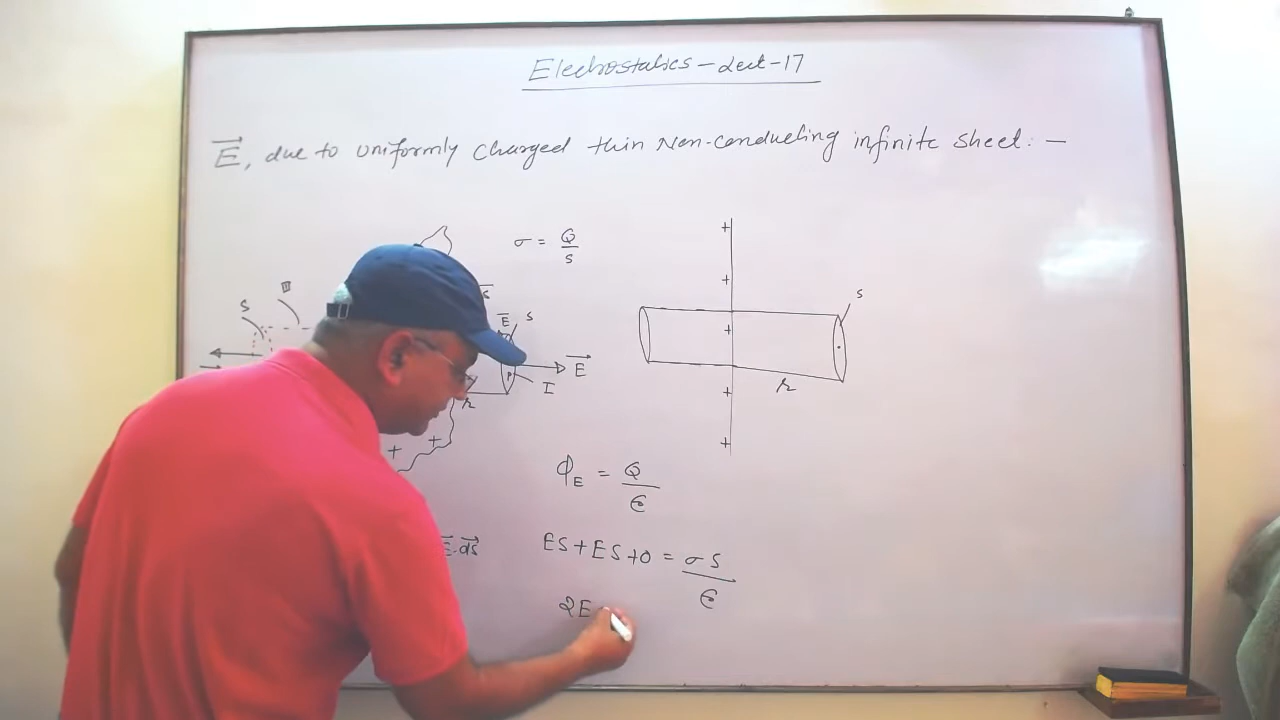 Electrostatics - Lect - 17
E, due to uniformly charged thin Non-conducting infinite sheet : —
σ = Q/s
S III
E S
E
I
r
+ +
+
+
+
+
+
s
r
ϕE = Q/ϵ
E.ds
ES + ES + 0 = σS/ϵ
2E